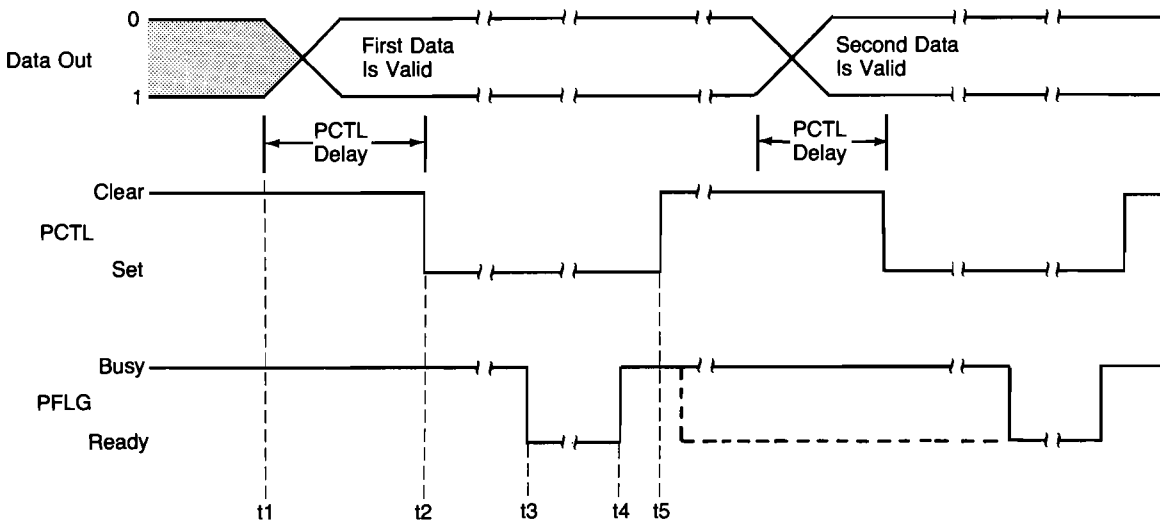 0
Data Out
1
First Data
Is Valid
Second Data
Is Valid
PCTL
Delay
PCTL
Delay
Clear
PCTL
Set
Busy
PFLG
Ready
t1
t2
t3
t4
t5